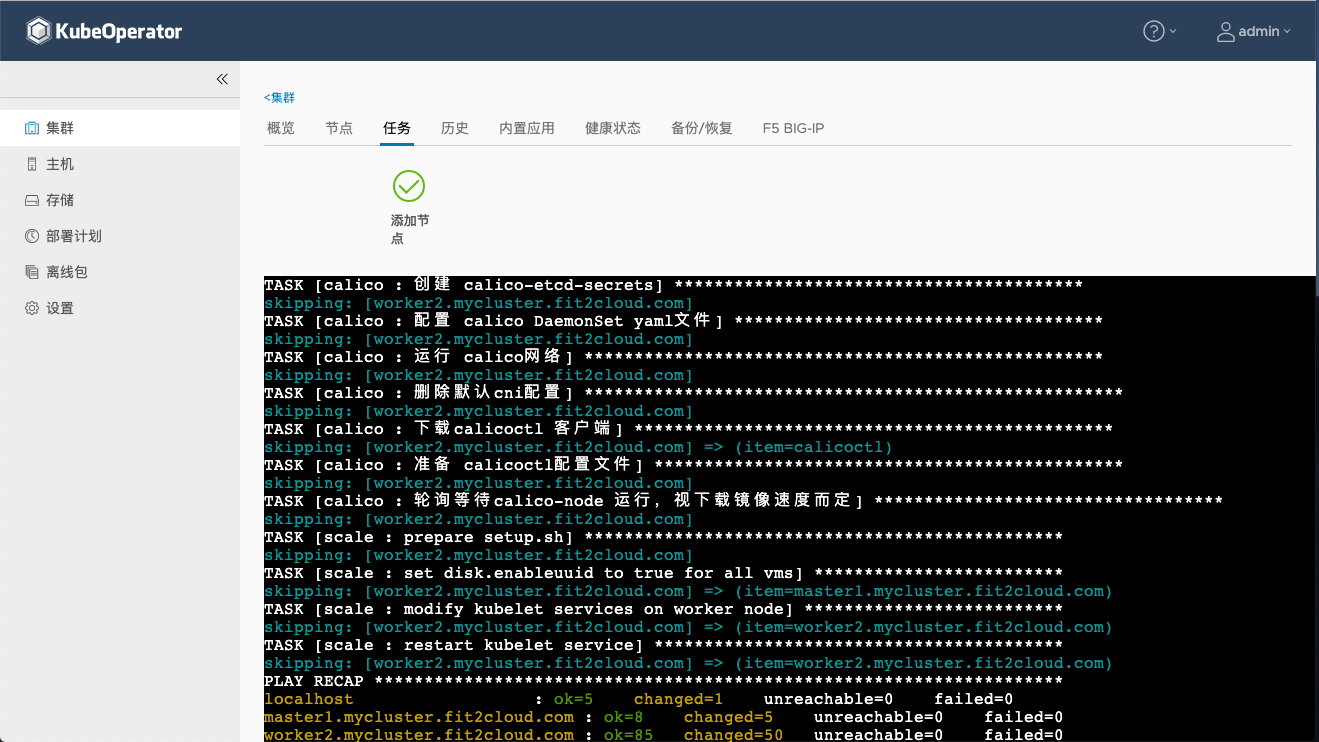 KubeOperator
admin
<集群
集群
主机
存储
部署计划
离线包
设置
概览 节点 任务 历史 内置应用 健康状态 备份/恢复 F5 BIG-IP
添加节
点
TASK [calico : 创建 calico-etcd-secrets] *****************************************
skipping: [worker2.mycluster.fit2cloud.com]
TASK [calico : 配置 calico DaemonSet yaml文件] *************************************
skipping: [worker2.mycluster.fit2cloud.com]
TASK [calico : 运行 calico网络] ****************************************************
skipping: [worker2.mycluster.fit2cloud.com]
TASK [calico : 删除默认cni配置] ******************************************************
skipping: [worker2.mycluster.fit2cloud.com]
TASK [calico : 下载calicoctl 客户端] ************************************************
skipping: [worker2.mycluster.fit2cloud.com] => (item=calicoctl)
TASK [calico : 准备 calicoctl配置文件] ***********************************************
skipping: [worker2.mycluster.fit2cloud.com]
TASK [calico : 轮询等待calico-node 运行，视下载镜像速度而定] ***********************************
skipping: [worker2.mycluster.fit2cloud.com]
TASK [scale : prepare setup.sh] ************************************************
skipping: [worker2.mycluster.fit2cloud.com]
TASK [scale : set disk.enableuuid to true for all vms] *************************
skipping: [worker2.mycluster.fit2cloud.com] => (item=master1.mycluster.fit2cloud.com)
TASK [scale : modify kubelet services on worker node] **************************
skipping: [worker2.mycluster.fit2cloud.com] => (item=worker2.mycluster.fit2cloud.com)
TASK [scale : restart kubelet service] *****************************************
skipping: [worker2.mycluster.fit2cloud.com] => (item=worker2.mycluster.fit2cloud.com)
PLAY RECAP *********************************************************************
localhost                  : ok=5    changed=1    unreachable=0    failed=0
master1.mycluster.fit2cloud.com : ok=8    changed=5    unreachable=0    failed=0
worker2.mycluster.fit2cloud.com : ok=85   changed=50   unreachable=0    failed=0